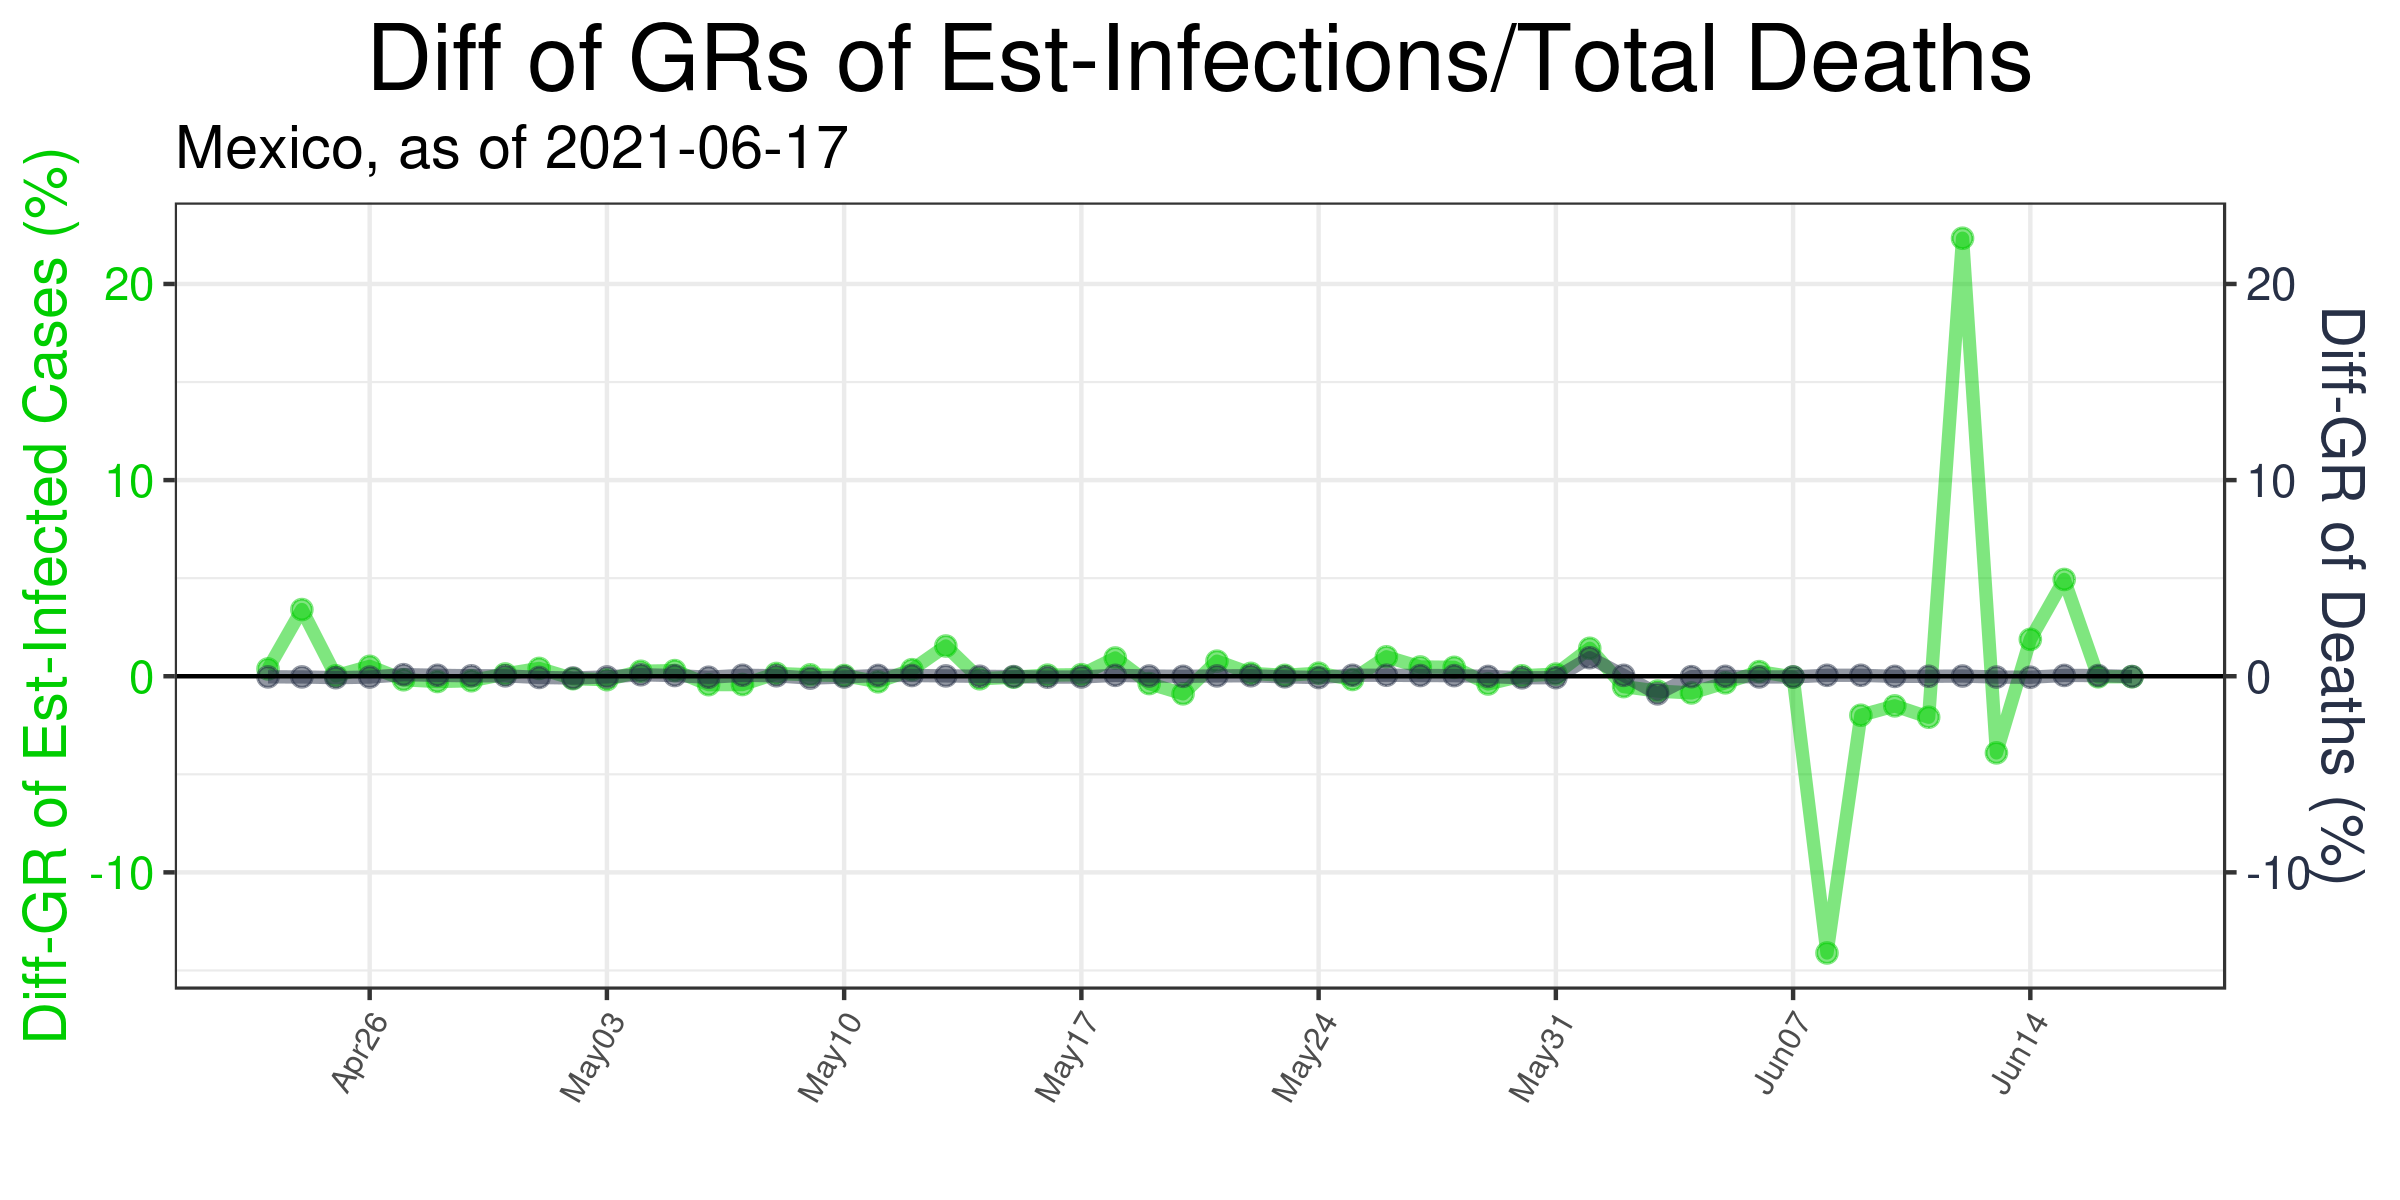 Diff of GRs of Est-Infections/Total Deaths
Mexico, as of 2021-06-17
Diff-GR of Est-Infected Cases (%)
20
10
0
-10
20
10
0
-10
Diff-GR of Deaths (%)
Apr26
May03
May10
May17
May24
May31
Jun07
Jun14